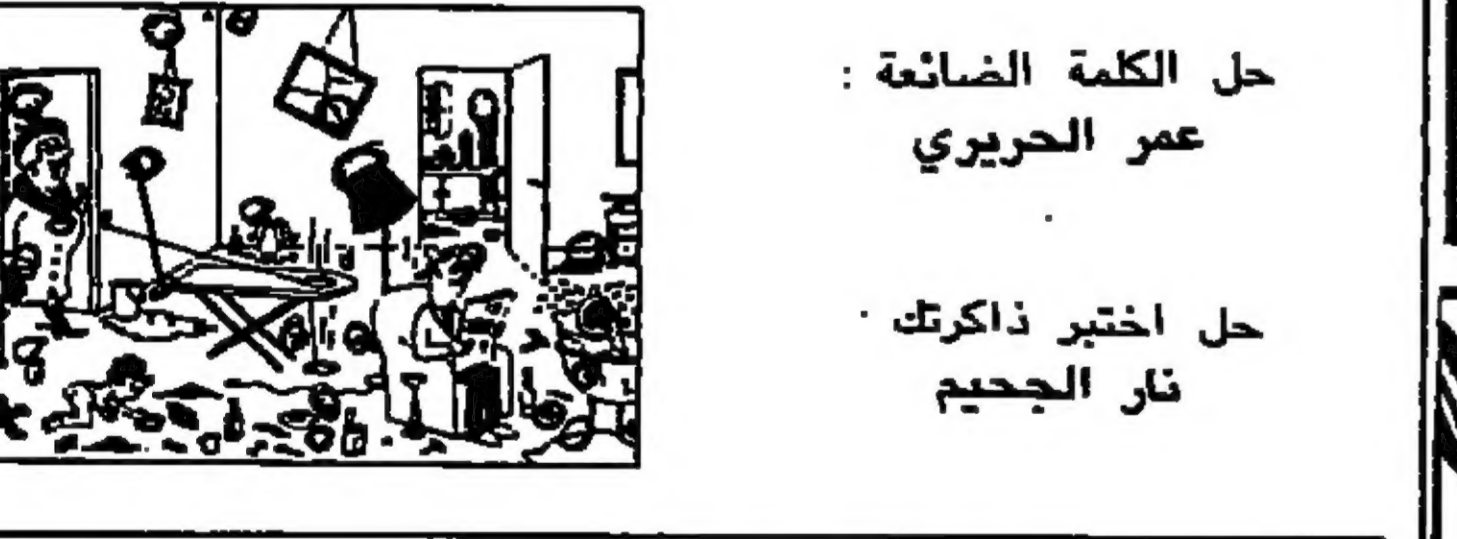 حل الكلمة الضائعة :
عمر الحريري
حل اختبر ذاكرتك
نار الجحيم